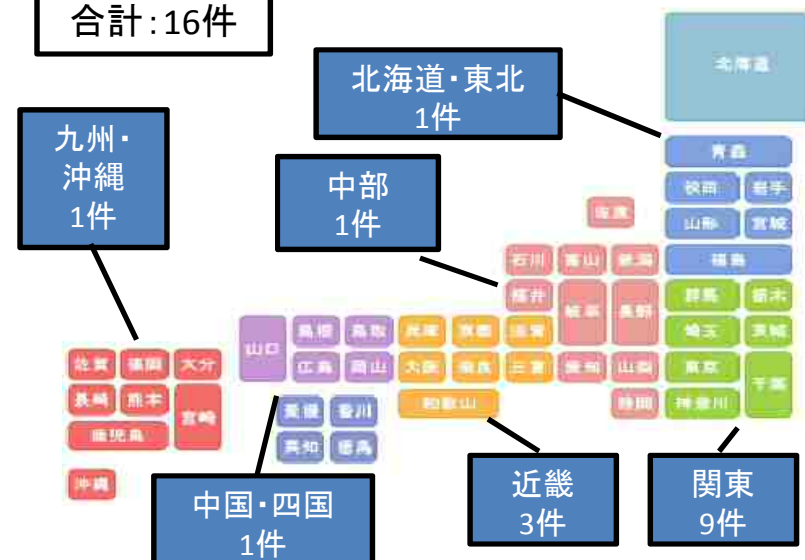 合計：16件
北海道
北海道・東北
1件
青森
九州・
沖縄
1件
中部
1件
秋田 岩手
佐渡
山形 宮城
石川 富山 新潟
福島
福井
岐阜
長野
群馬 栃木
山口
島根 鳥取 兵庫 京都 滋賀
埼玉 茨城
佐賀 福岡 大分
広島 岡山 大阪 奈良 三重 愛知 山梨
東京
千葉
長崎 熊本
宮崎
愛媛 香川
和歌山
静岡 神奈川
鹿児島
高知 徳島
沖縄
中国・四国
1件
近畿
3件
関東
9件